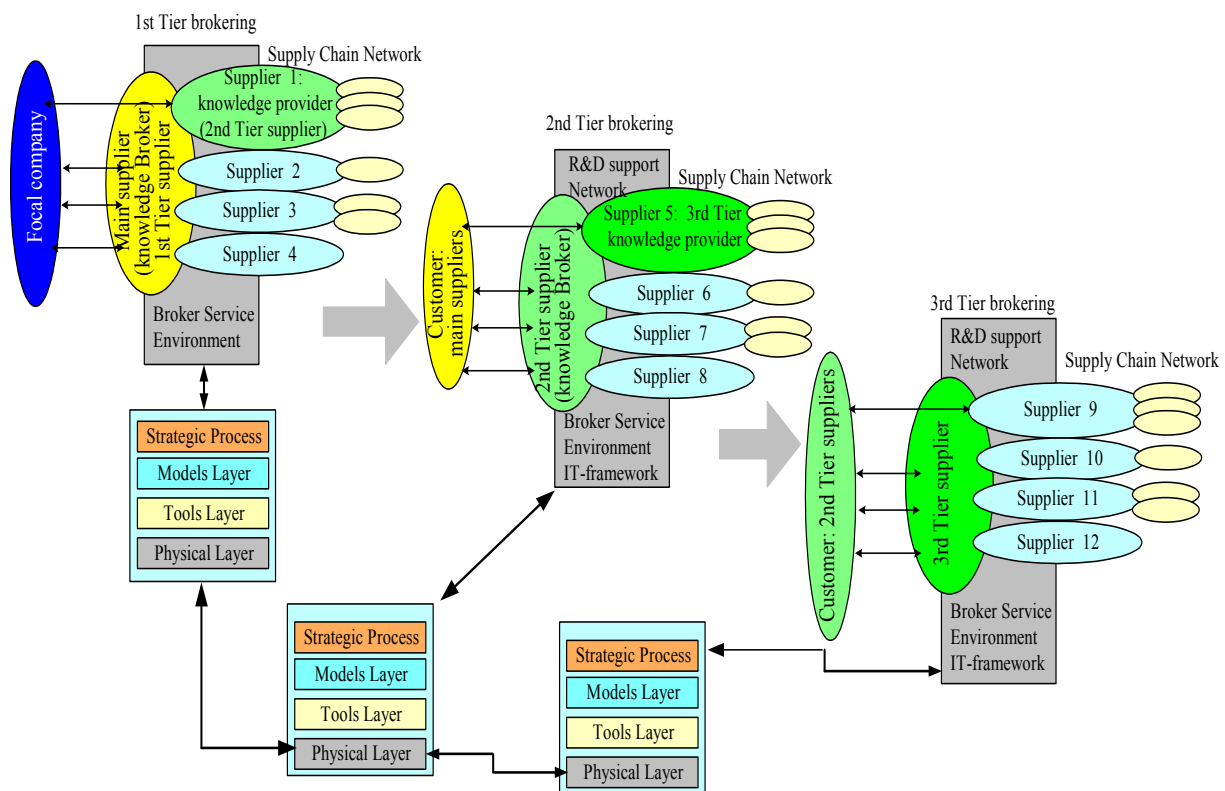 1st Tier brokering
Supply Chain Network
Focal company
Main supplier
(knowledge Broker)
1st Tier supplier
Supplier 1:
knowledge provider
(2nd Tier supplier)
Supplier 2
Supplier 3
Supplier 4
Broker Service
Environment
2nd Tier brokering
R&D support
Network
Supply Chain Network
Customer:
main suppliers
2nd Tier supplier
(knowledge Broker)
Supplier 5: 3rd Tier
knowledge provider
Supplier 6
Supplier 7
Supplier 8
Broker Service
Environment
IT-framework
3rd Tier brokering
R&D support
Network
Supply Chain Network
Customer: 2nd Tier suppliers
3rd Tier supplier
Supplier 9
Supplier 10
Supplier 11
Supplier 12
Broker Service
Environment
IT-framework
Strategic Process
Models Layer
Tools Layer
Physical Layer
Strategic Process
Models Layer
Tools Layer
Physical Layer
Strategic Process
Models Layer
Tools Layer
Physical Layer